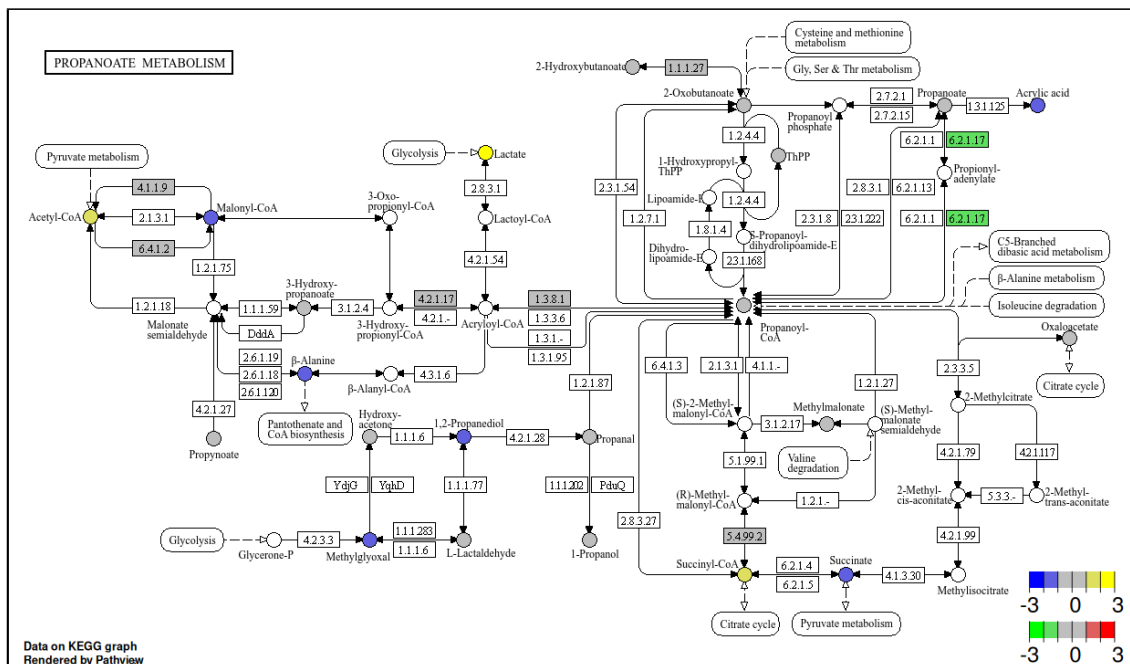 PROPANOATE METABOLISM
Cysteine and methionine
metabolism
2-Hydroxybutanoate
1.1.1.27
Gly, Ser & Thr metabolism
2-Oxobutanoate
Propanoyl
phosphate
2.7.2.1
2.7.2.15
Propanoate
1.3.1.125
Acrylic acid
Pyruvate metabolism
Glycolysis
Lactate
1.2.4.4
ThPP
1-Hydroxypropyl-
ThPP
6.2.1.1
6.2.1.17
Propionyl-
adenylate
4.1.1.9
Acetyl-CoA
2.1.3.1
Malonyl-CoA
6.4.1.2
3-Oxo-
propionyl-CoA
2.8.3.1
Lactoyl-CoA
2.3.1.54
1.2.7.1
Lipoamide-E
1.2.4.4
1.8.1.4
Dihydro-
lipoamide-E
S-Propanoyl-
dihydrolipoamide-E
2.3.1.168
2.3.1.8
2.3.1.222
2.8.3.1
6.2.1.13
6.2.1.1
6.2.1.17
C5-Branched
dibasic acid metabolism
β-Alanine metabolism
Isoleucine degradation
1.2.1.75
4.2.1.54
1.2.1.18
Malonate
semialdehyde
1.1.1.59
DddA
3-Hydroxy-
propanoate
3.1.2.4
3-Hydroxy-
propionyl-CoA
4.2.1.17
4.2.1.-
Acryloyl-CoA
1.3.8.1
1.3.3.6
1.3.1.-
1.3.1.95
Propanoyl-
CoA
Oxaloacetate
Citrate cycle
2.6.1.19
2.6.1.18
2.6.1.120
β-Alanine
β-Alanyl-CoA
4.3.1.6
1.2.1.87
6.4.1.3
2.1.3.1
4.1.1.-
1.2.1.27
2.3.3.5
4.2.1.27
Propynoate
Pantothenate and
CoA biosynthesis
Hydroxy-
acetone
1.1.1.6
1,2-Propanediol
4.2.1.28
Propanal
(S)-2-Methyl-
malonyl-CoA
3.1.2.17
Methylmalonate
(S)-Methyl-
malonate
semialdehyde
2-Methylcitrate
Valine
degradation
YdjG
YqhD
1.1.1.77
1.1.1.202
PduQ
5.1.99.1
(R)-Methyl-
malonyl-CoA
1.2.1.-
4.2.1.79
4.2.1.117
2-Methyl-
cis-aconitate
5.3.3.-
2-Methyl-
trans-aconitate
Glycolysis
Glycerone-P
4.2.3.3
Methylglyoxal
1.1.1.283
1.1.1.6
L-Lactaldehyde
1-Propanol
2.8.3.27
5.4.99.2
4.2.1.99
Succinyl-CoA
6.2.1.4
6.2.1.5
Succinate
4.1.3.30
Methylisocitrate
Citrate cycle
Pyruvate metabolism
-3 0 3
-3 0 3
Data on KEGG graph
Rendered by Pathview